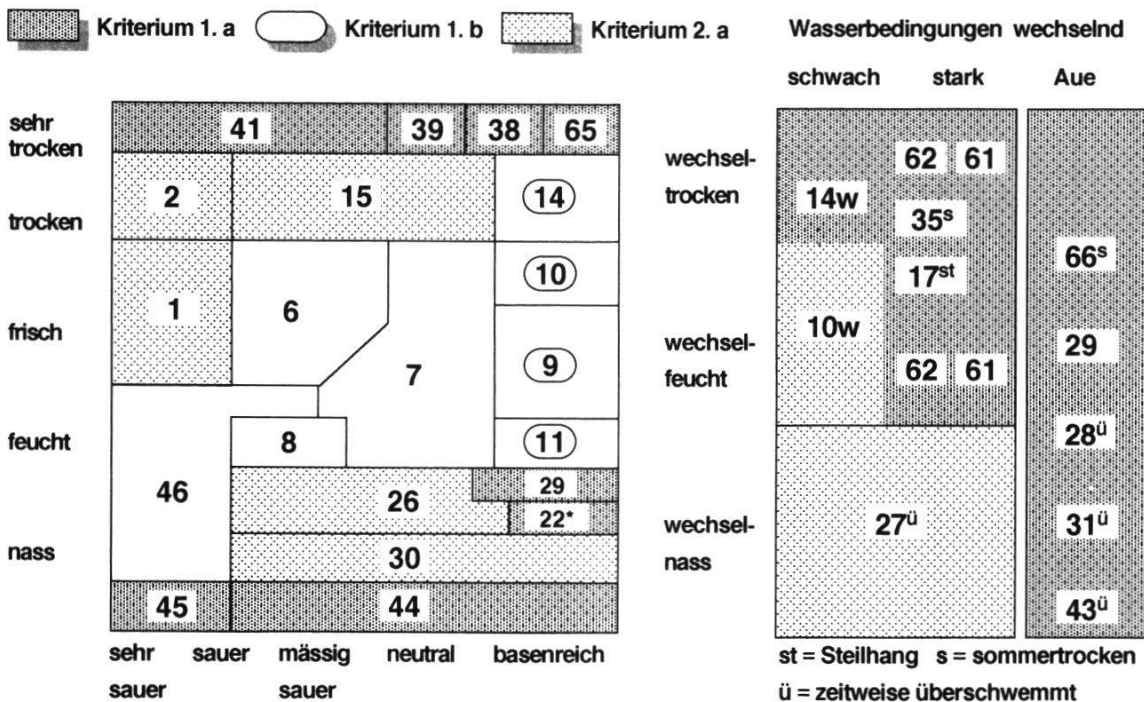 Kriterium 1. a Kriterium 1. b Kriterium 2. a
Wasserbedingungen wechselnd
schwach stark Aue
sehr
trocken
trocken
frisch
feucht
nass
41 39 38 65
2 15 14
10
1 6
9
7
8 11
46 29
26
22*
30
45 44
sehr sauer mässig neutral basenreich
sauer sauer
wechsel-
trocken
wechsel-
feucht
wechsel-
nass
62 61
14w
35ˢ
17ˢᵗ
10w
62 61
27ü
66ˢ
29
28ü
31ü
43ü
st = Steilhang s = sommertrocken
ü = zeitweise überschwemmt